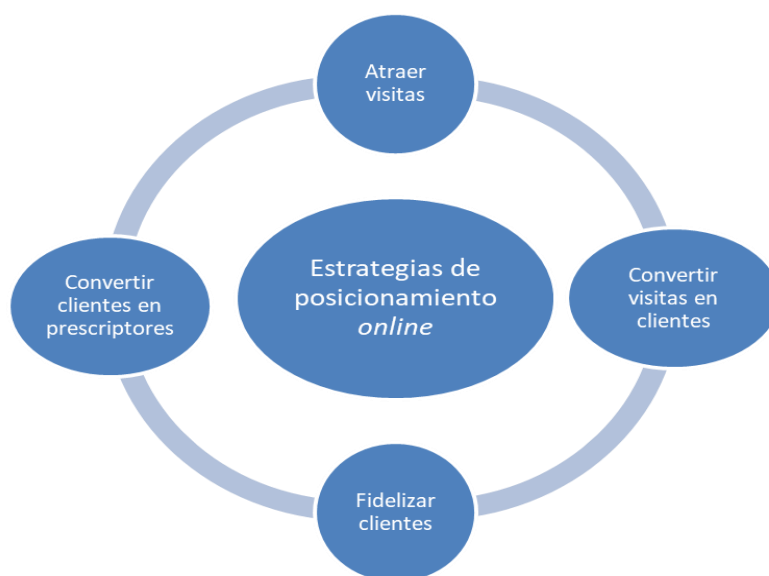 Atraer
visitas
Estrategias de
posicionamiento
online
Convertir
visitas en
clientes
Fidelizar
clientes
Convertir
clientes en
prescriptores